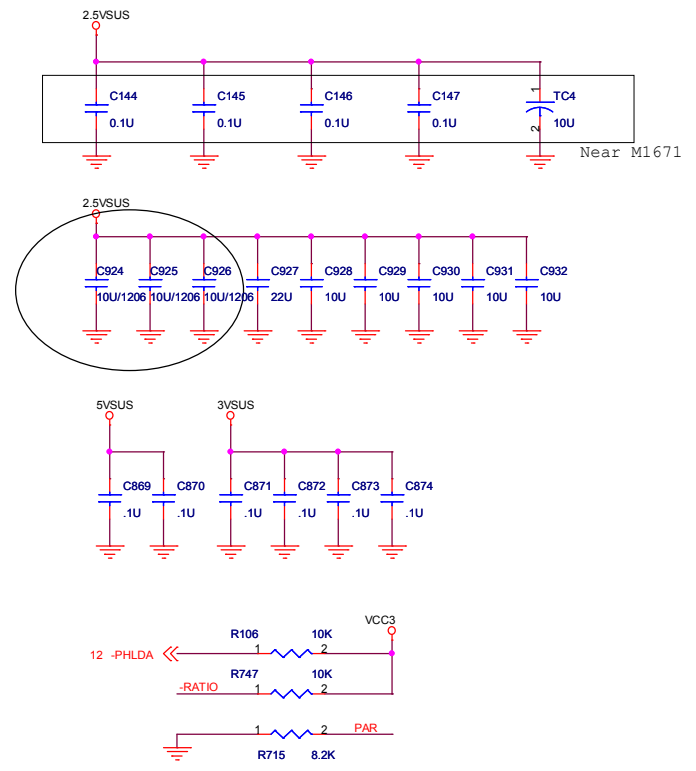 2.5VSUS
C144 C145 C146 C147 1 TC4
0.1U 0.1U 0.1U 0.1U 2 10U
Near M1671
2.5VSUS
C924 C925 C926 C927 C928 C929 C930 C931 C932
10U/1206 10U/1206 10U/1206 22U 10U 10U 10U 10U 10U
5VSUS 3VSUS
C869 C870 C871 C872 C873 C874
.1U .1U .1U .1U .1U .1U
VCC3
R106 10K
12 -PHLDA 1 2
R747 10K
-RATIO 1 2
1 2 PAR
R715 8.2K